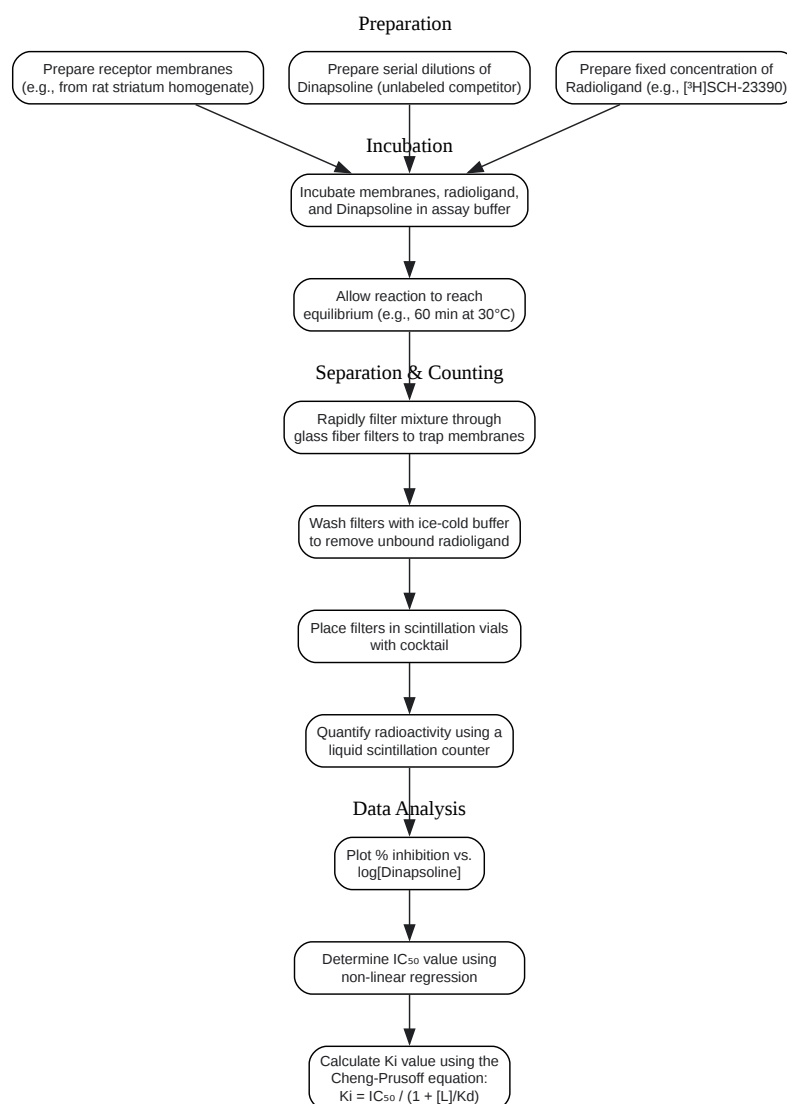 Preparation
Prepare receptor membranes
(e.g., from rat striatum homogenate)
Prepare serial dilutions of
Dinapsoline (unlabeled competitor)
Prepare fixed concentration of
Radioligand (e.g., [³H]SCH-23390)
Incubation
Incubate membranes, radioligand,
and Dinapsoline in assay buffer
Allow reaction to reach
equilibrium (e.g., 60 min at 30°C)
Separation & Counting
Rapidly filter mixture through
glass fiber filters to trap membranes
Wash filters with ice-cold buffer
to remove unbound radioligand
Place filters in scintillation vials
with cocktail
Quantify radioactivity using a
liquid scintillation counter
Data Analysis
Plot % inhibition vs.
log[Dinapsoline]
Determine IC₅₀ value using
non-linear regression
Calculate Ki value using the
Cheng-Prusoff equation:
Ki = IC₅₀ / (1 + [L]/Kd)